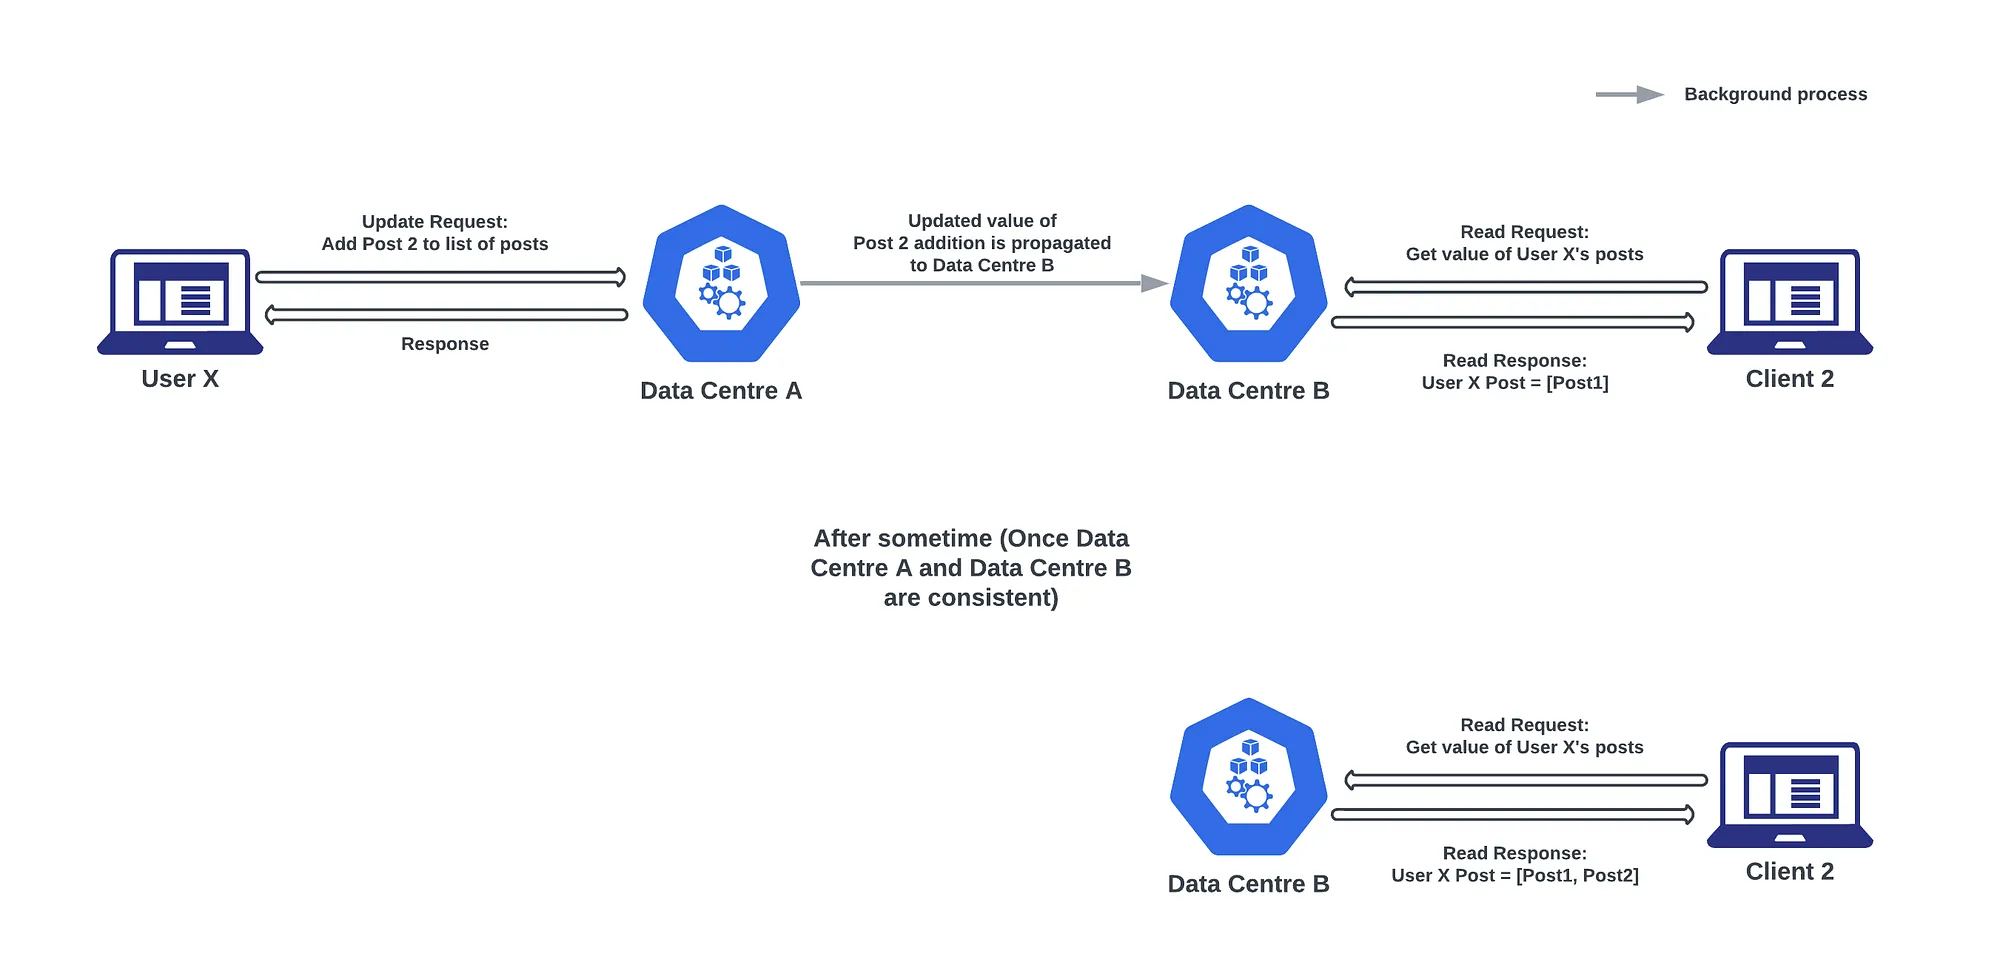 Background process
Update Request:
Add Post 2 to list of posts
Response
User X
Data Centre A
Updated value of
Post 2 addition is propagated
to Data Centre B
Data Centre B
Read Request:
Get value of User X's posts
Read Response:
User X Post = [Post1]
Client 2
After sometime (Once Data
Centre A and Data Centre B
are consistent)
Data Centre B
Read Request:
Get value of User X's posts
Read Response:
User X Post = [Post1, Post2]
Client 2